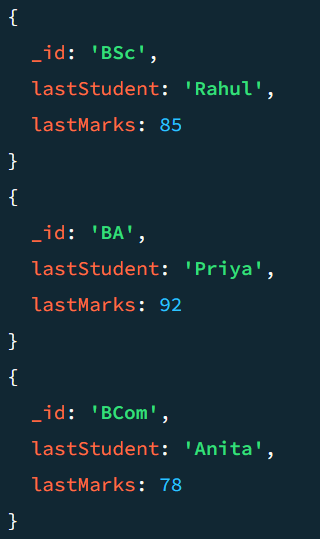 {
  _id: 'BSc',
  lastStudent: 'Rahul',
  lastMarks: 85
}
{
  _id: 'BA',
  lastStudent: 'Priya',
  lastMarks: 92
}
{
  _id: 'BCom',
  lastStudent: 'Anita',
  lastMarks: 78
}